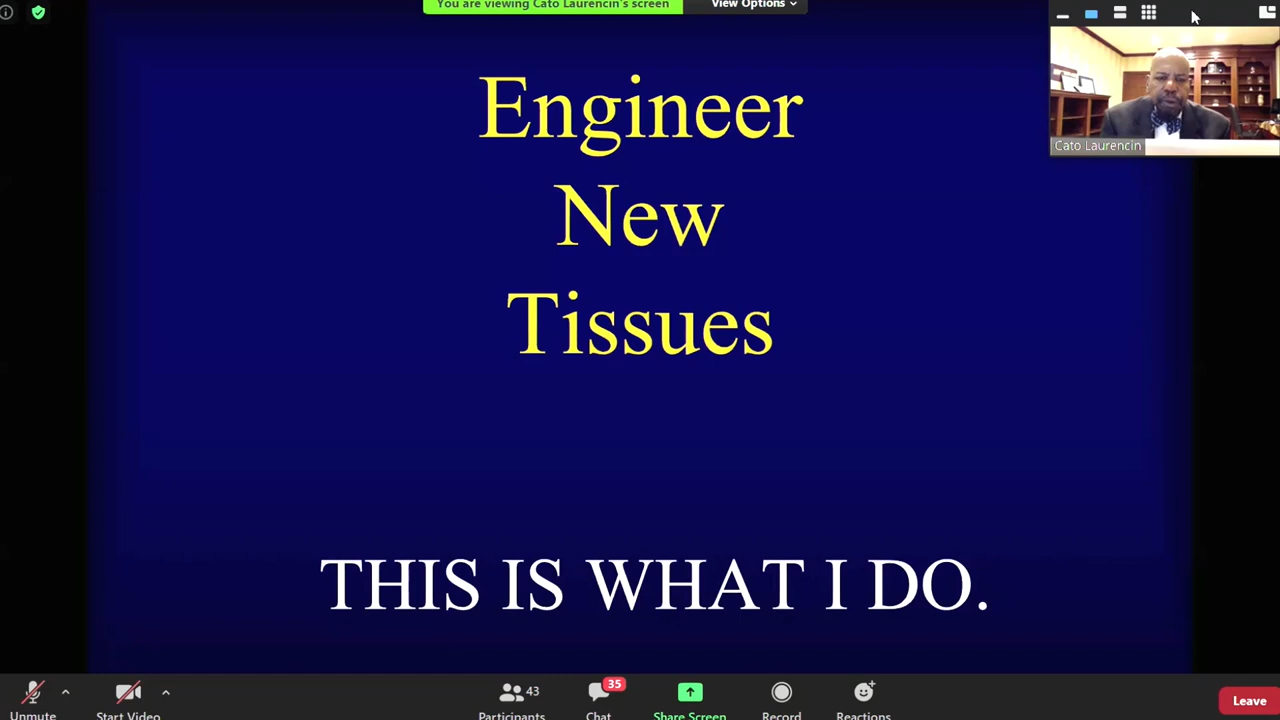 You are viewing Cato Laurencin's screen
View Options
Engineer
New
Tissues
THIS IS WHAT I DO.
Cato Laurencin
43
35
Unmute
Start Video
Participants
Chat
Share Screen
Record
Reactions
Leave